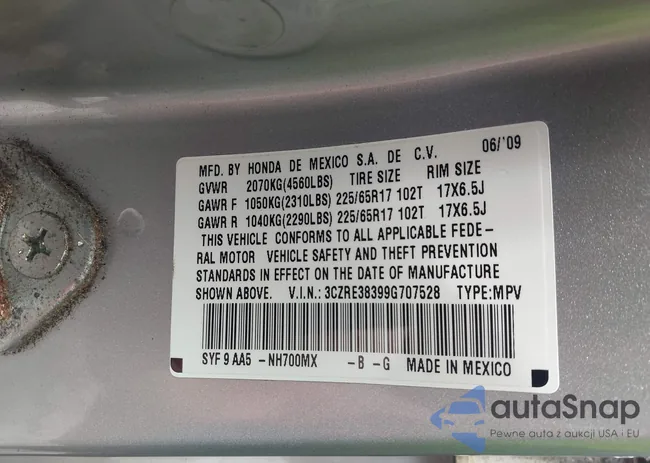 MFD. BY HONDA DE MEXICO S.A. DE C.V. 06/'09
GVWR 2070KG(4560LBS) TIRE SIZE RIM SIZE
GAWR F 1050KG(2310LBS) 225/65R17 102T 17X6.5J
GAWR R 1040KG(2290LBS) 225/65R17 102T 17X6.5J
THIS VEHICLE CONFORMS TO ALL APPLICABLE FEDE-
RAL MOTOR VEHICLE SAFETY AND THEFT PREVENTION
STANDARDS IN EFFECT ON THE DATE OF MANUFACTURE
SHOWN ABOVE. V.I.N.: 3CZRE38399G707528 TYPE:MPV
SYF 9 AA5 -NH700MX -B -G MADE IN MEXICO
autaSnap
Pewne auta z aukcji USA i EU